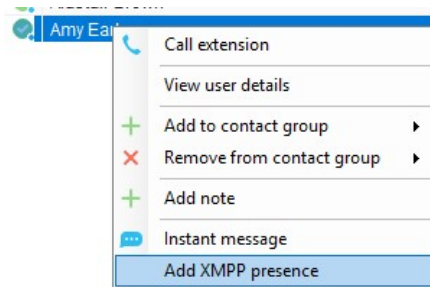 Amy Ear
Call extension
View user details
Add to contact group
Remove from contact group
Add note
Instant message
Add XMPP presence